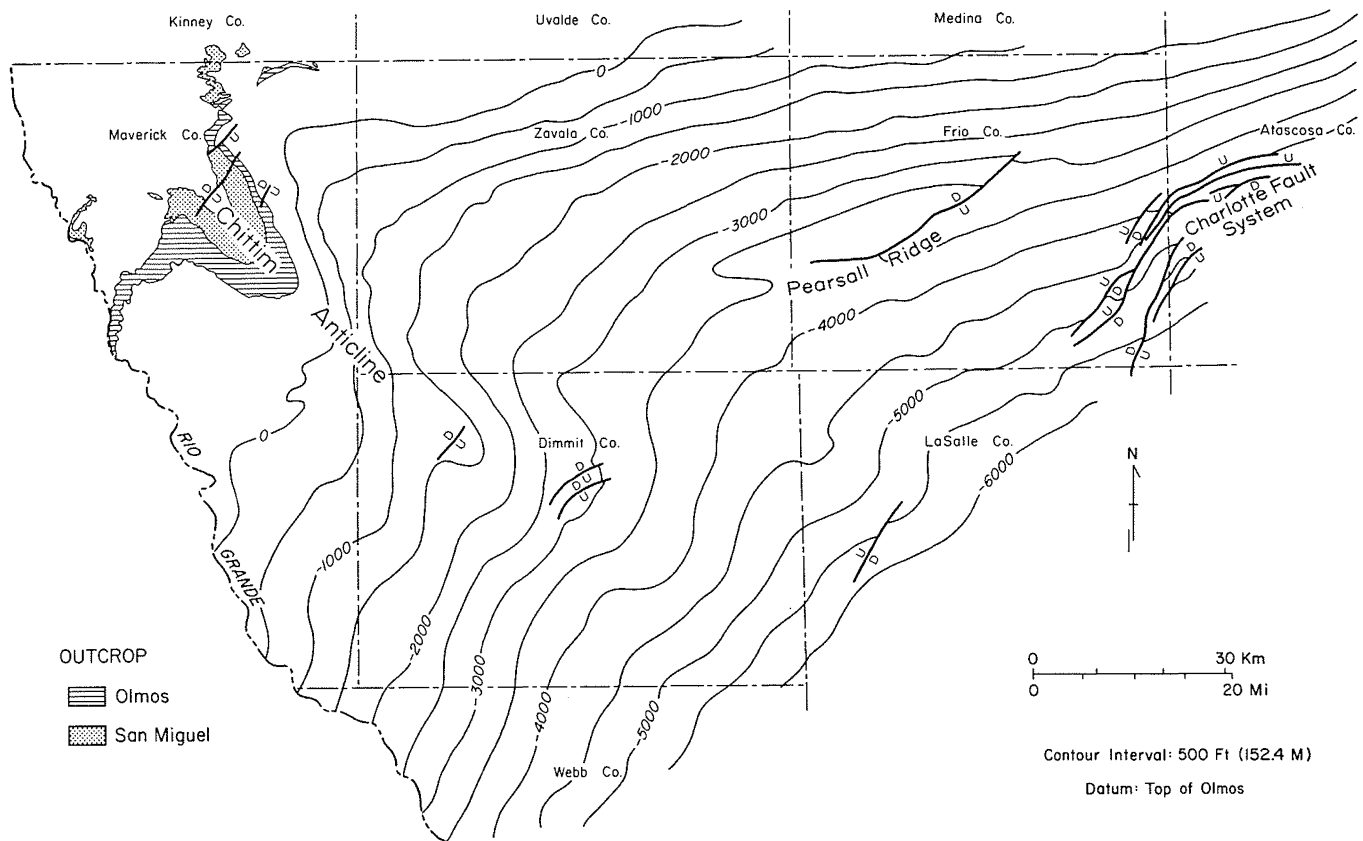 Kinney Co.
Uvalde Co.
Medina Co.
0
-1000
Maverick Co.
Zavala Co.
Frio Co.
Atascosa Co.
-2000
U
D
U
D
U
D
U
Chittim
Anticline
-3000
D
U
Pearsall Ridge
U
U
D
Charlotte Fault
System
U
U
D
D
U
U
D
U
D
D
U
D
U
-4000
0
-1000
-2000
-3000
-4000
-5000
D
U
Dimmit Co.
D
U
D
U
-5000
LaSalle Co.
-6000
U
D
N
RIO
GRANDE
OUTCROP
Olmos
San Miguel
Webb Co.
0 30 Km
0 20 Mi
Contour Interval: 500 Ft (152.4 M)
Datum: Top of Olmos